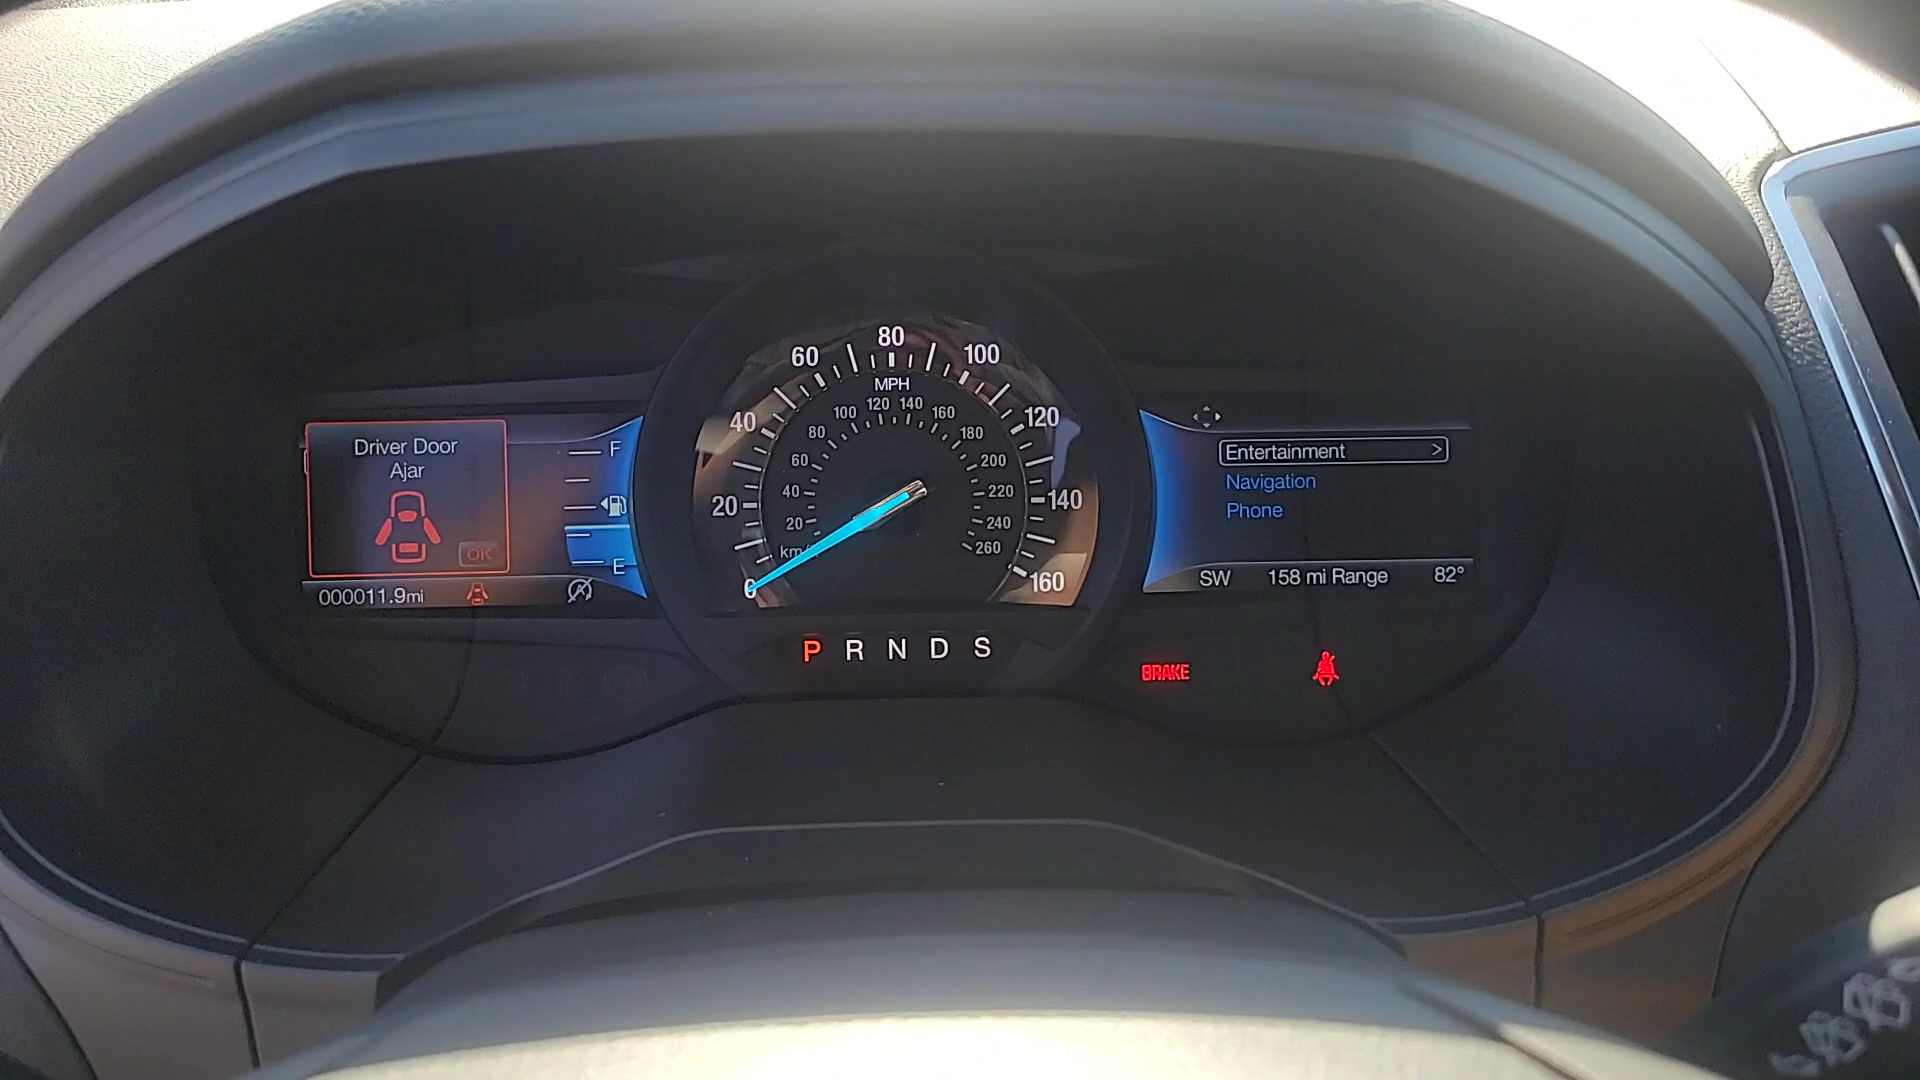 Driver Door
Ajar
OK
000011.9mi
F
E
0
20
40
60
80
100
120
140
160
MPH
20
40
60
80
100
120
140
160
180
200
220
240
260
P R N D S
Entertainment >
Navigation
Phone
SW 158 mi Range 82°
BRAKE